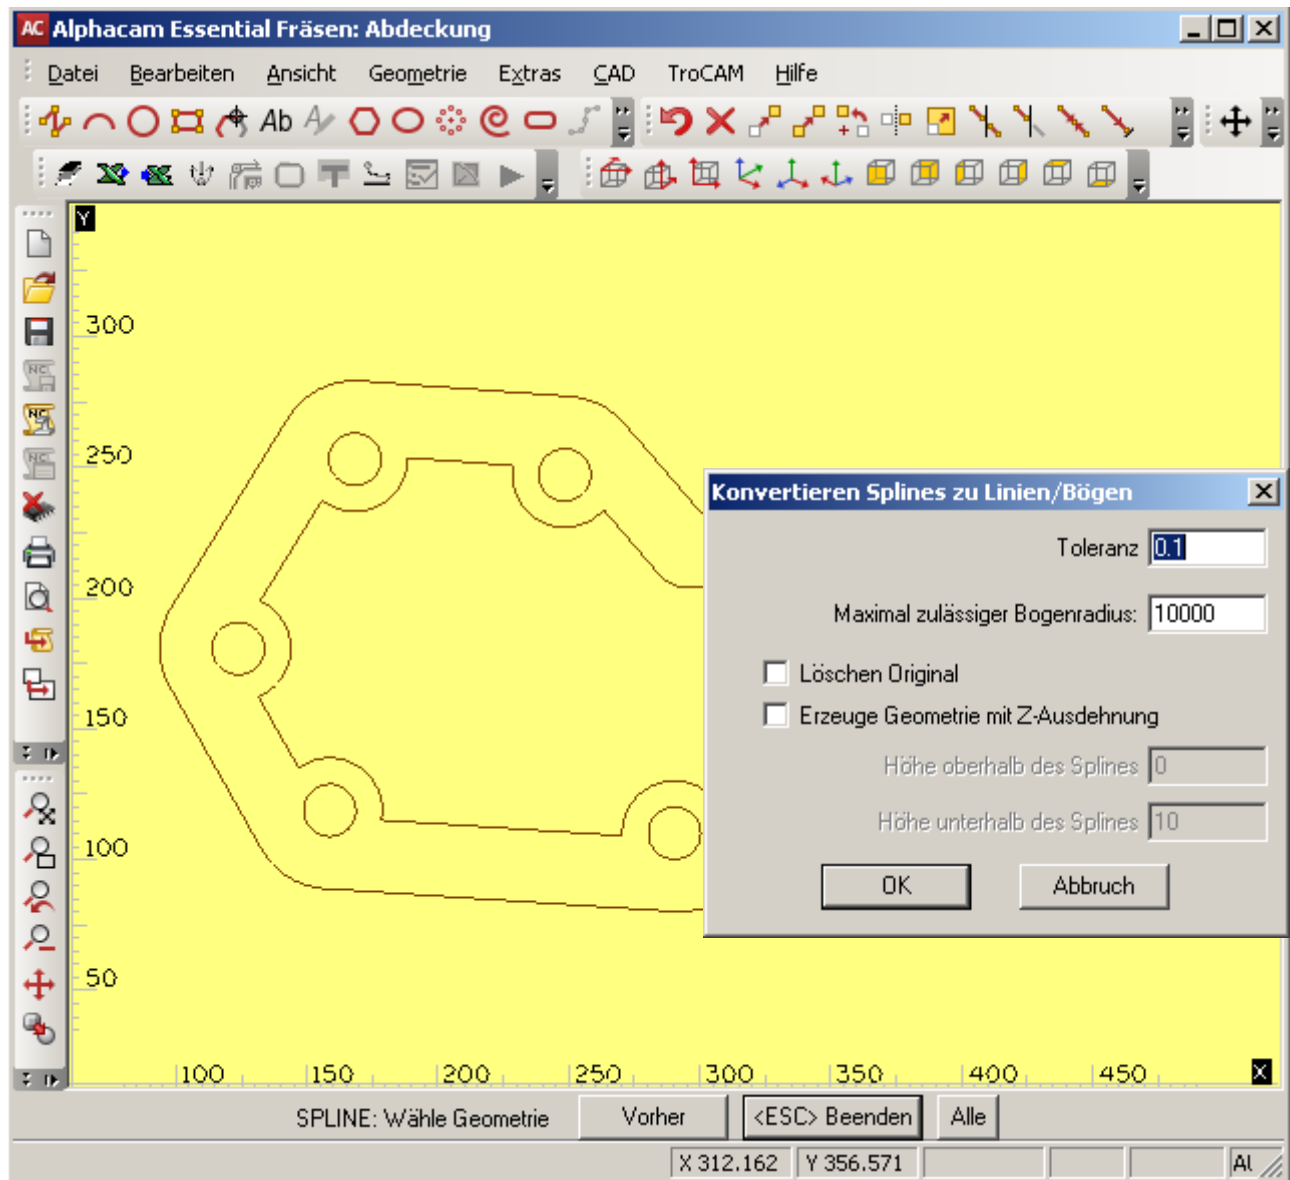 AC Alphacam Essential Fräsen: Abdeckung
Datei Bearbeiten Ansicht Geometrie Extras CAD TroCAM Hilfe
Ab
Y
300
250
200
150
100
50
NC
NC
NC
Konvertieren Splines zu Linien/Bögen
Toleranz 0.1
Maximal zulässiger Bogenradius: 10000
Löschen Original
Erzeuge Geometrie mit Z-Ausdehnung
Höhe oberhalb des Splines 0
Höhe unterhalb des Splines 10
OK Abbruch
100 150 200 250 300 350 400 450 X
SPLINE: Wähle Geometrie Vorher <ESC> Beenden Alle
X 312.162 Y 356.571 Al